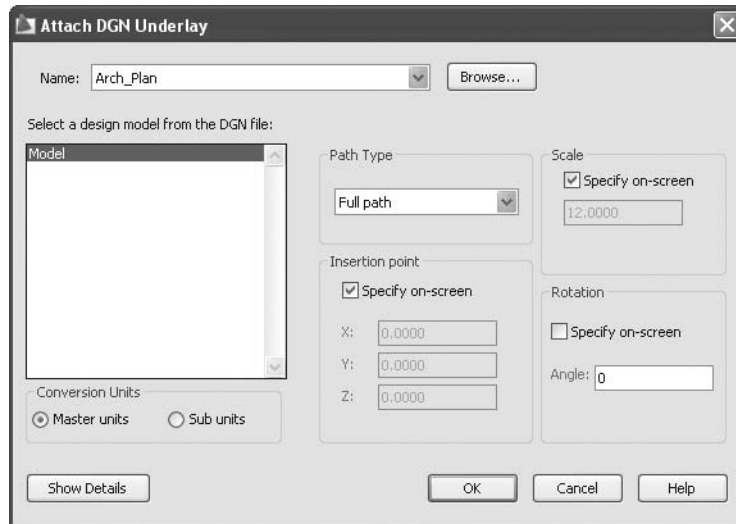 Attach DGN Underlay
Name: Arch_Plan Browse...
Select a design model from the DGN file:
Model
Path Type
Full path
Scale
Specify on-screen
12.0000
Insertion point
Specify on-screen
X: 0.0000
Y: 0.0000
Z: 0.0000
Rotation
Specify on-screen
Angle: 0
Conversion Units
Master units Sub units
Show Details OK Cancel Help